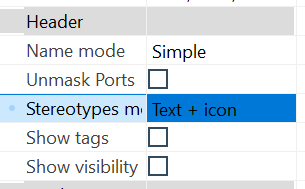 Header
Name mode Simple
Unmask Ports
Stereotypes Text + icon
Show tags
Show visibility